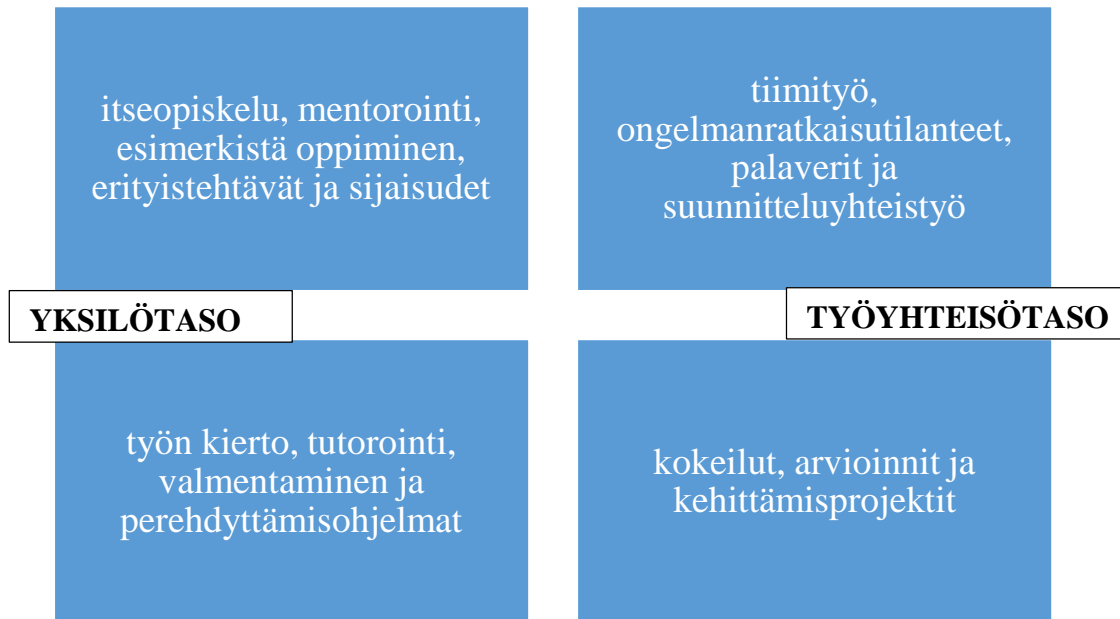 itseopiskelu, mentorointi,
esimerkistä oppiminen,
erityistehtävät ja sijaisudet
tiimityö,
ongelmanratkaisutilanteet,
palaverit ja
suunnitteluyhteistyö
YKSILÖTASO
TYÖYHTEISÖTASO
työn kierto, tutorointi,
valmentaminen ja
perehdyttämisohjelmat
kokeilut, arvioinnit ja
kehittämisprojektit